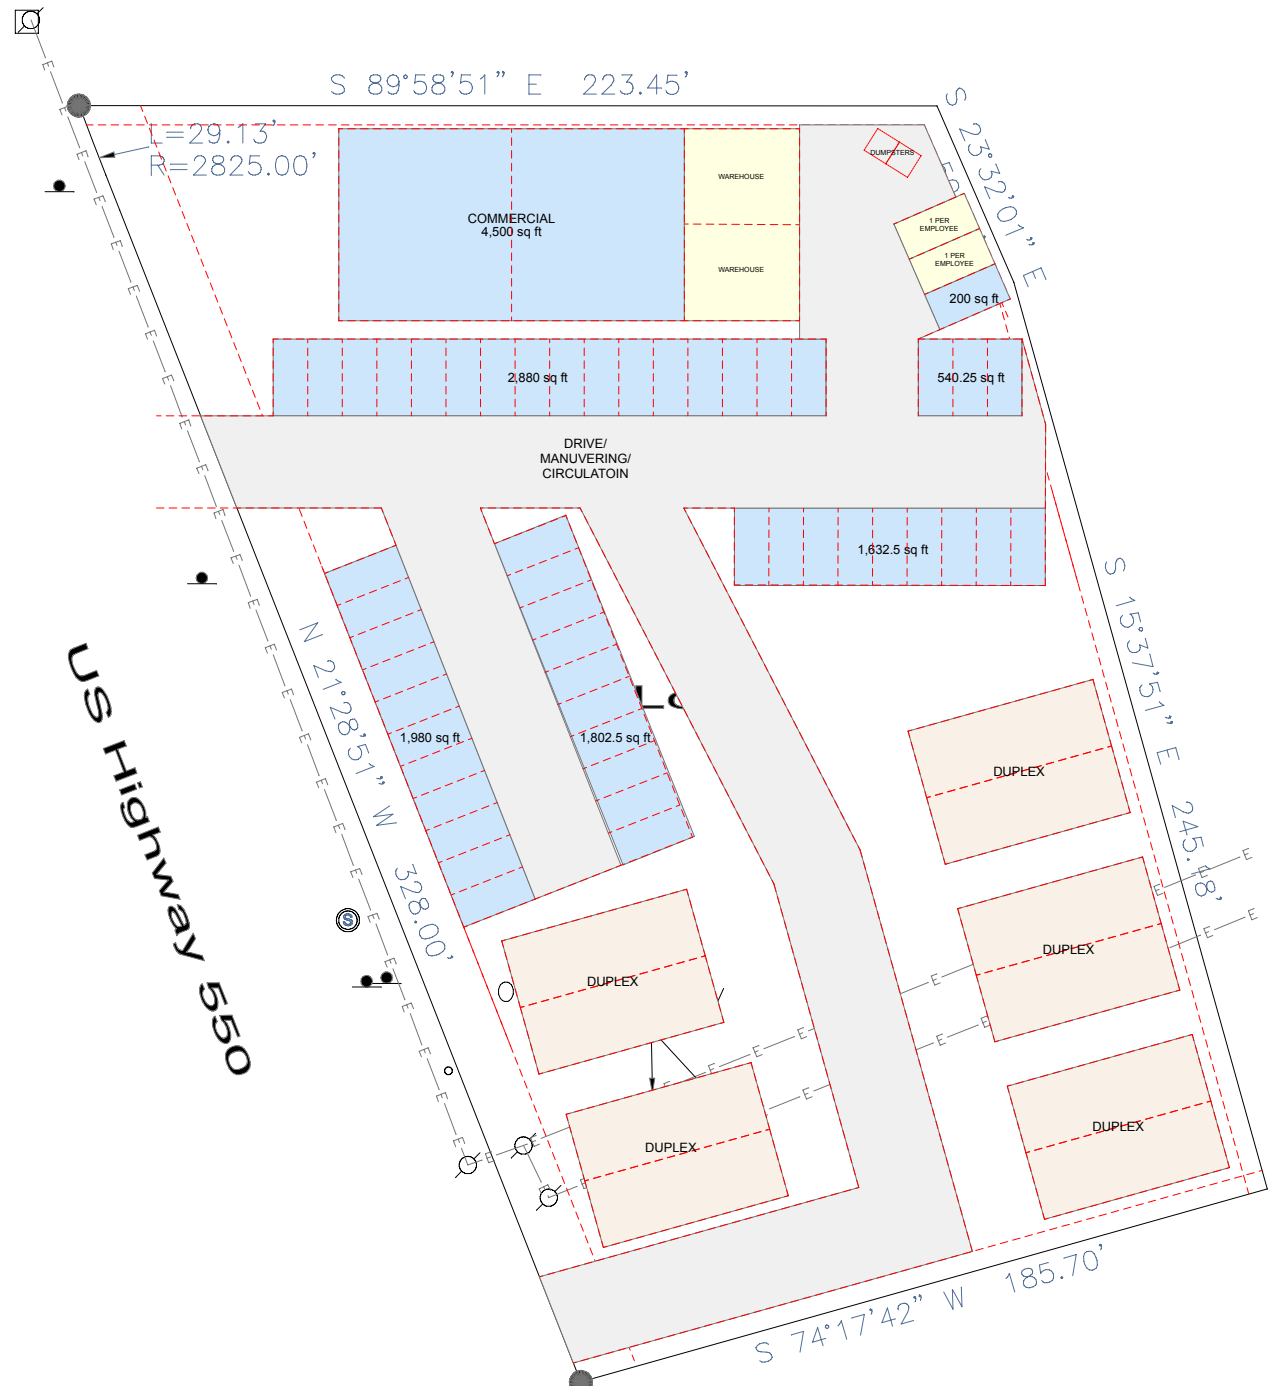 S 89°58'51" E 223.45'
L=29.13'
R=2825.00'
S 23°32'01" E
DUMPSTERS
WAREHOUSE
COMMERCIAL
4,500 sq ft
1 PER
EMPLOYEE
1 PER
EMPLOYEE
WAREHOUSE
200 sq ft
2,880 sq ft
540.25 sq ft
DRIVE/
MANUVERING/
CIRCULATOIN
1,632.5 sq ft
S 15°37'51" E 245.
N 21°28'51" W 328.00'
US Highway 550
1,980 sq ft
1,802.5 sq ft
DUPLEX
DUPLEX
DUPLEX
S
DUPLEX
DUPLEX
S 74°17'42" W 185.70'
E